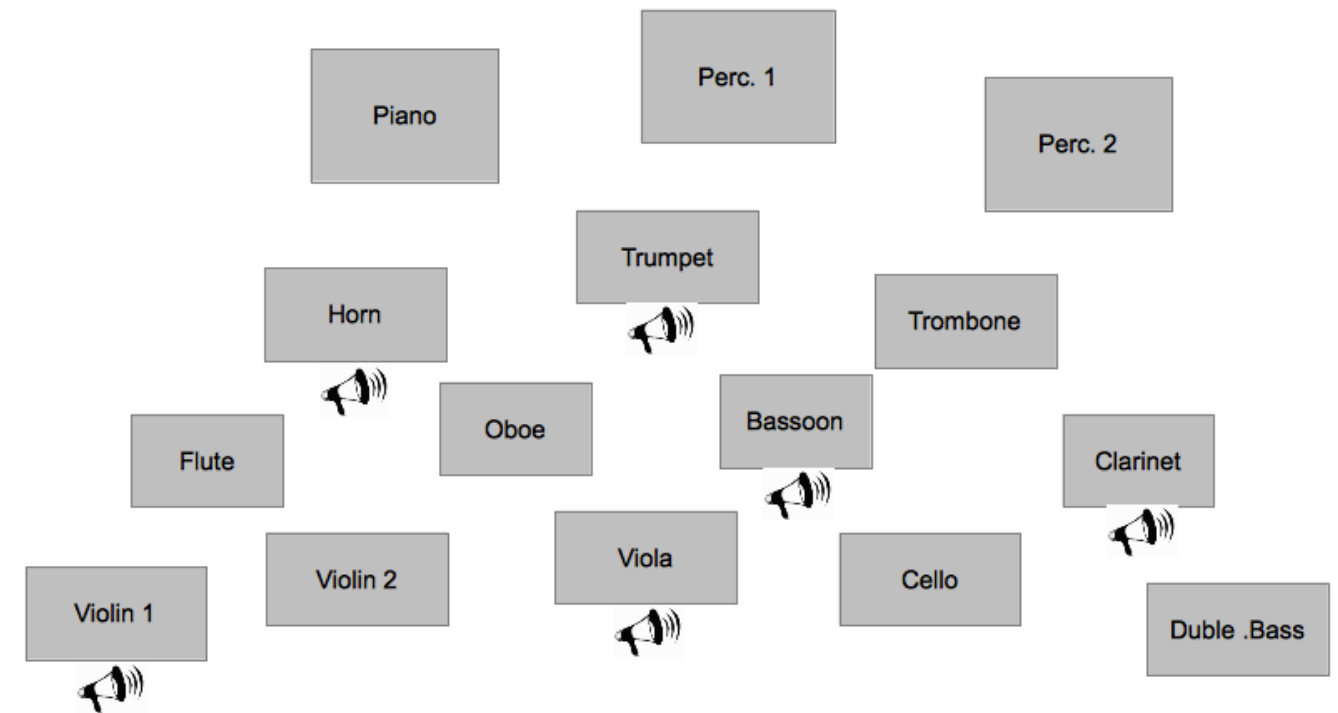 Perc. 1
Piano
Perc. 2
Trumpet
Horn
Trombone
Oboe
Bassoon
Flute
Clarinet
Viola
Violin 2
Cello
Violin 1
Duble .Bass